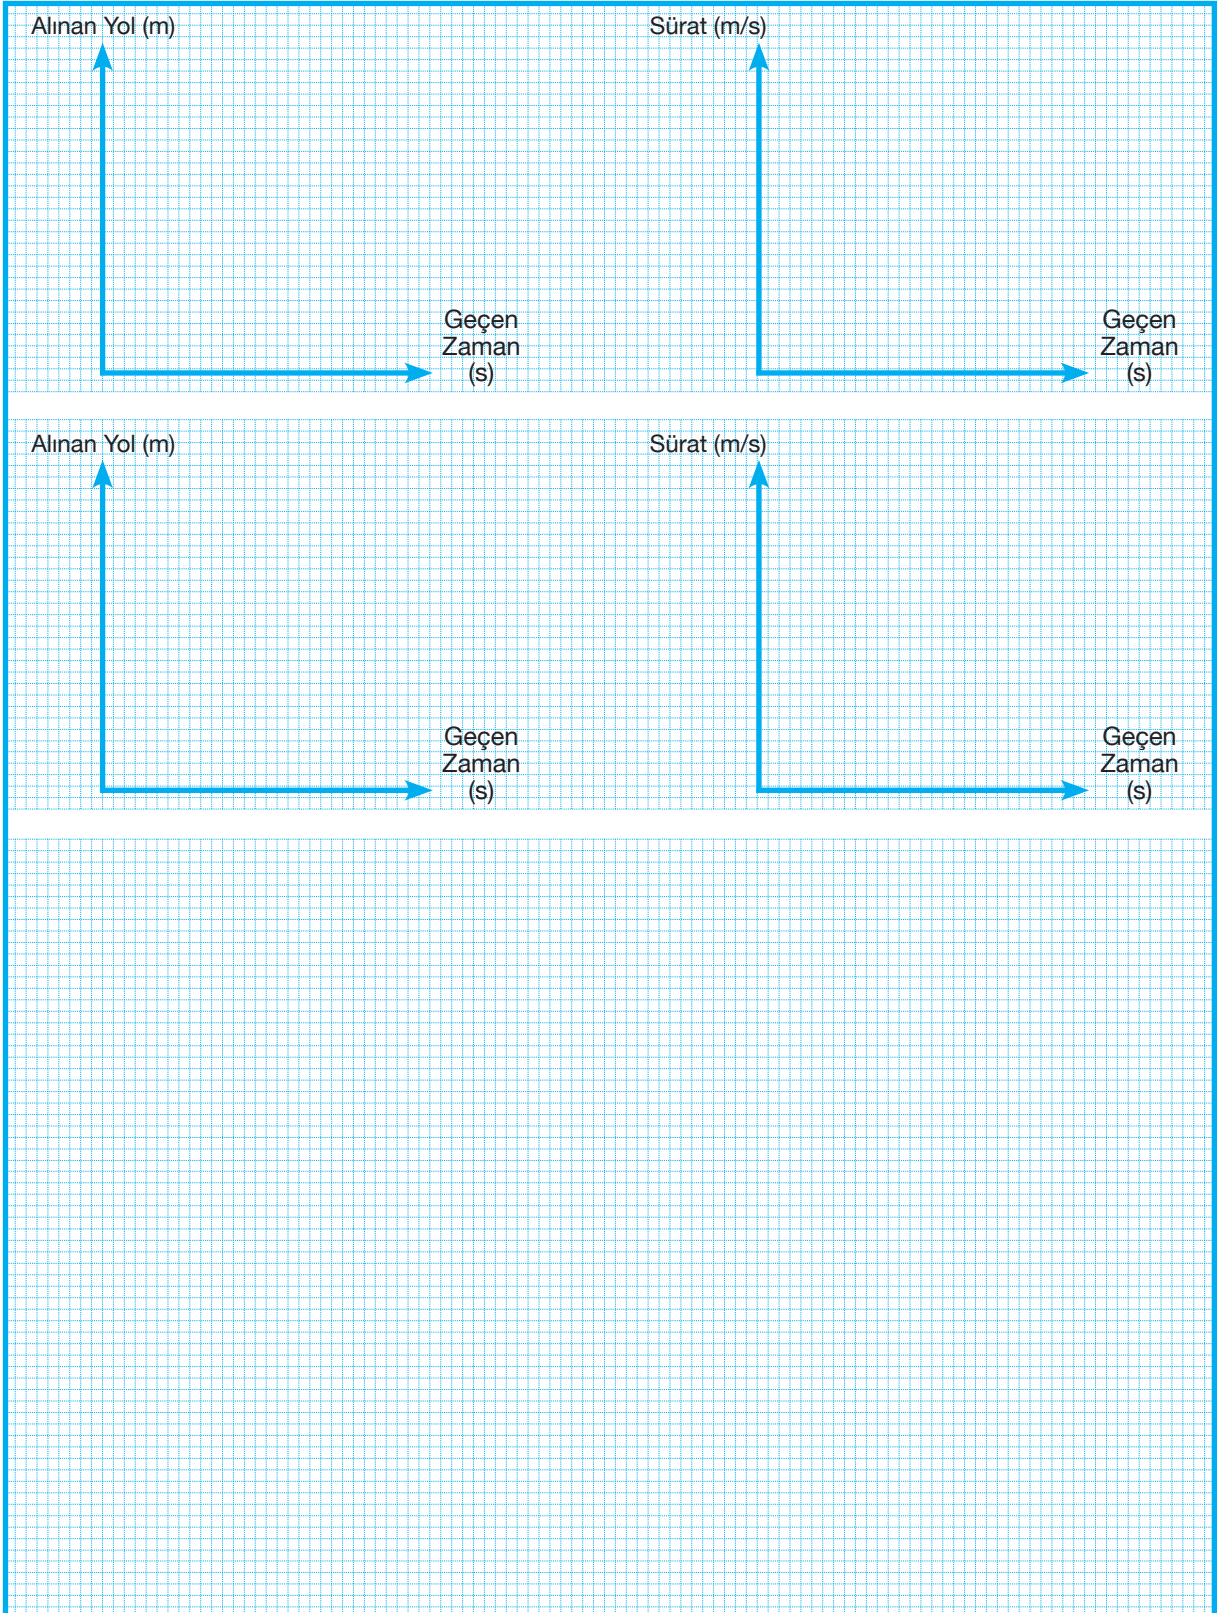 Alınan Yol (m)
Sürat (m/s)
Geçen
Zaman
(s)
Geçen
Zaman
(s)
Alınan Yol (m)
Sürat (m/s)
Geçen
Zaman
(s)
Geçen
Zaman
(s)